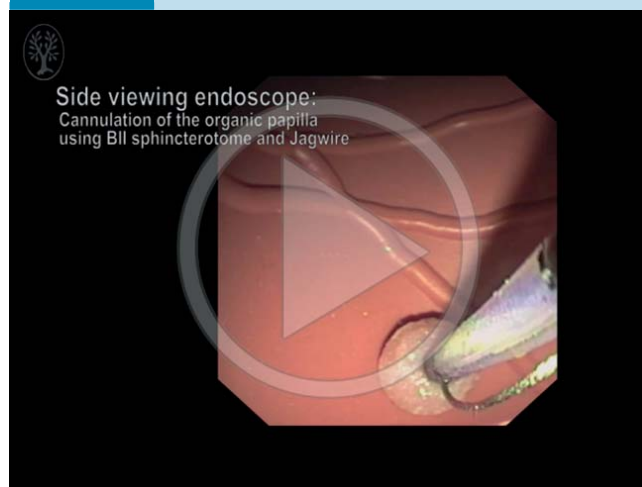 Side viewing endoscope:
Cannulation of the organic papilla
using BII sphincterotome and Jagwire